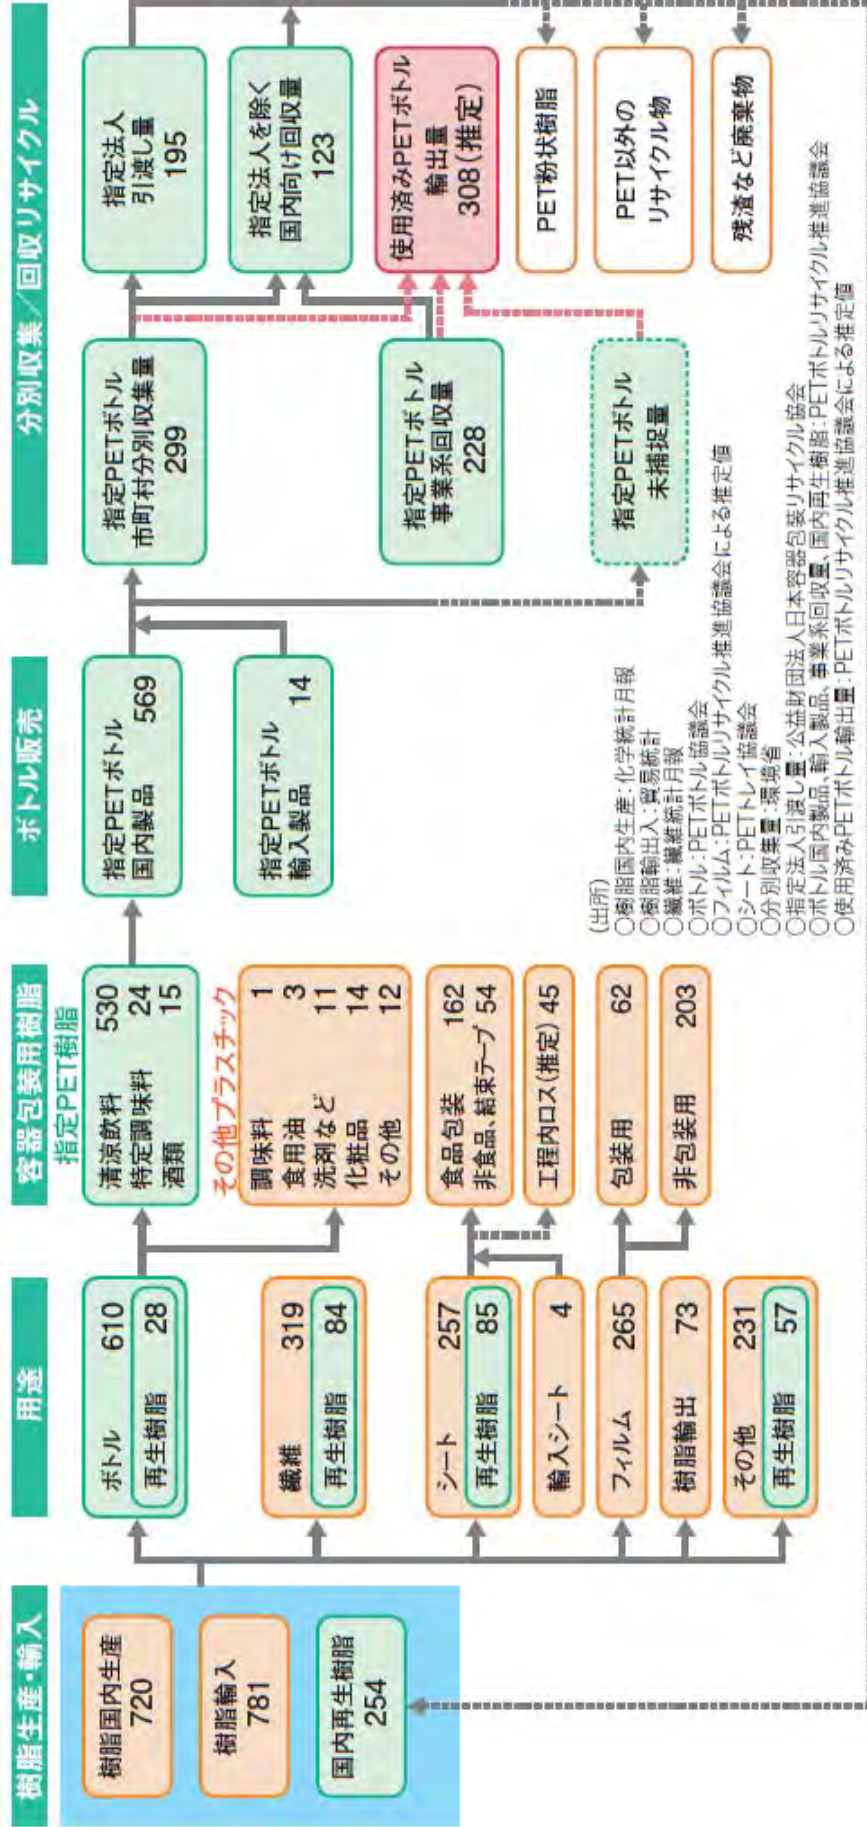 樹脂生産・輸入
樹脂国内生産
720
樹脂輸入
781
国内再生樹脂
254
用途
ボトル 610
再生樹脂 28
繊維 319
再生樹脂 84
シート 257
再生樹脂 85
輸入シート 4
フィルム 265
樹脂輸出 73
その他 231
再生樹脂 57
容器包装用樹脂
指定PET樹脂
清涼飲料 530
特定調味料 24
酒類 15
その他プラスチック
調味料 1
食用油 3
洗剤など 11
化粧品 14
その他 12
食品包装 162
非食品、結束テープ 54
工程内ロス(推定) 45
包装用 62
非包装用 203
ボトル販売
指定PETボトル
国内製品 569
指定PETボトル
輸入製品 14
分別収集/回収リサイクル
指定PETボトル
市町村分別収集量
299
指定PETボトル
事業系回収量
228
指定PETボトル
未捕捉量
指定法人
引渡し量
195
指定法人を除く
国内向け回収量
123
使用済みPETボトル
輸出量
308(推定)
PET粉状樹脂
PET以外の
リサイクル物
残渣など廃棄物
(出所)
○樹脂国内生産:化学統計月報
○樹脂輸出入:貿易統計
○繊維:繊維統計月報
○ボトル:PETボトル協議会
○フィルム:PETボトルリサイクル推進協議会による推定値
○シート:PETトレイ協議会
○分別収集量:環境省
○指定法人引渡し量:公益財団法人日本容器包装リサイクル協会
○ボトル国内製品、輸入製品、事業系回収量、国内再生樹脂:PETボトルリサイクル推進協議会
○使用済みPETボトル輸出量:PETボトルリサイクル推進協議会による推定値